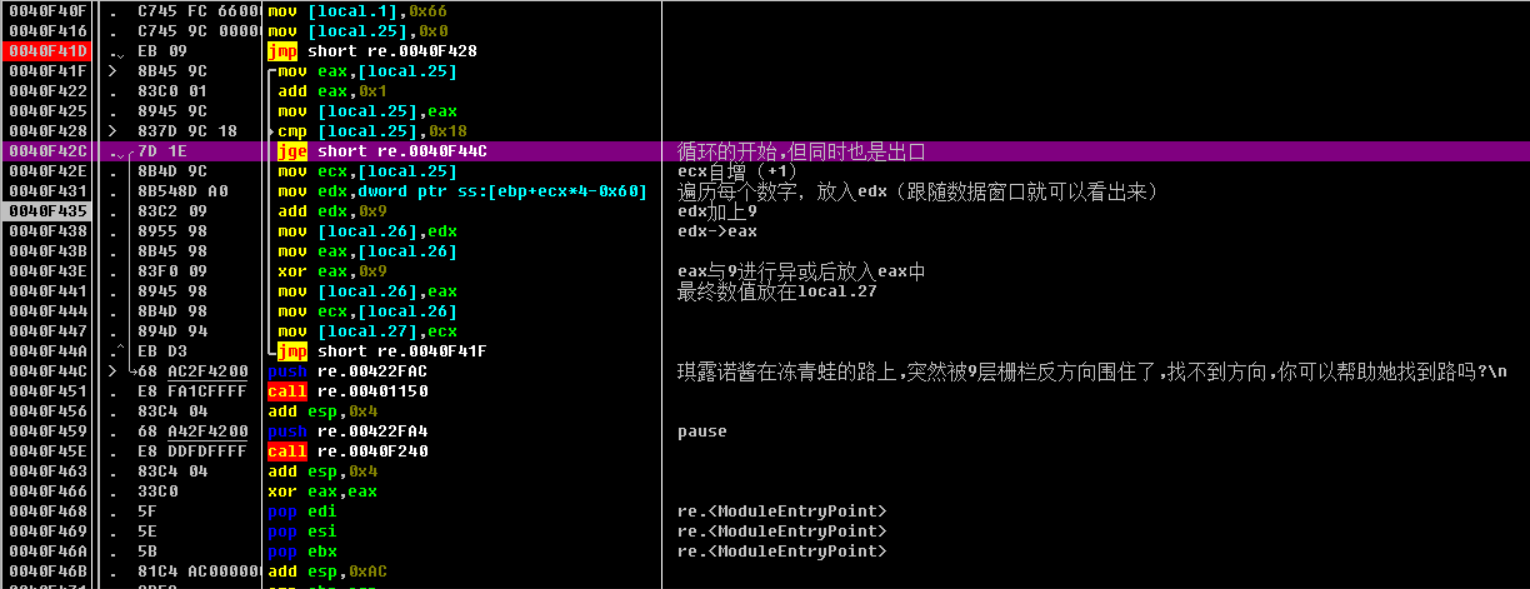 0040F40F . C745 FC 6600 mov [local.1],0x66
0040F416 . C745 9C 0000 mov [local.25],0x0
0040F41D . EB 09 jmp short re.0040F428
0040F41F > 8B45 9C mov eax,[local.25]
0040F422 . 83C0 01 add eax,0x1
0040F425 . 8945 9C mov [local.25],eax
0040F428 > 837D 9C 18 cmp [local.25],0x18
0040F42C . 7D 1E jge short re.0040F44C 循环的开始,但同时也是出口
0040F42E . 8B4D 9C mov ecx,[local.25] ecx自增（+1）
0040F431 . 8B548D A0 mov edx,dword ptr ss:[ebp+ecx*4-0x60] 遍历每个数字，放入edx（跟随数据窗口就可以看出来）
0040F435 . 83C2 09 add edx,0x9 edx加上9
0040F438 . 8955 98 mov [local.26],edx edx->eax
0040F43B . 8B45 98 mov eax,[local.26]
0040F43E . 83F0 09 xor eax,0x9 eax与9进行异或后放入eax中
0040F441 . 8945 98 mov [local.26],eax 最终数值放在local.27
0040F444 . 8B4D 98 mov ecx,[local.26]
0040F447 . 894D 94 mov [local.27],ecx
0040F44A .^ EB D3 jmp short re.0040F41F
0040F44C > 68 AC2F4200 push re.00422FAC 琪露诺酱在冻青蛙的路上,突然被9层栅栏反方向围住了,找不到方向,你可以帮助她找到路吗?\n
0040F451 . E8 FA1CFFFF call re.00401150
0040F456 . 83C4 04 add esp,0x4
0040F459 . 68 A42F4200 push re.00422FA4 pause
0040F45E . E8 DDFDFFFF call re.0040F240
0040F463 . 83C4 04 add esp,0x4
0040F466 . 33C0 xor eax,eax
0040F468 . 5F pop edi re.<ModuleEntryPoint>
0040F469 . 5E pop esi re.<ModuleEntryPoint>
0040F46A . 5B pop ebx re.<ModuleEntryPoint>
0040F46B . 81C4 AC00000 add esp,0xAC